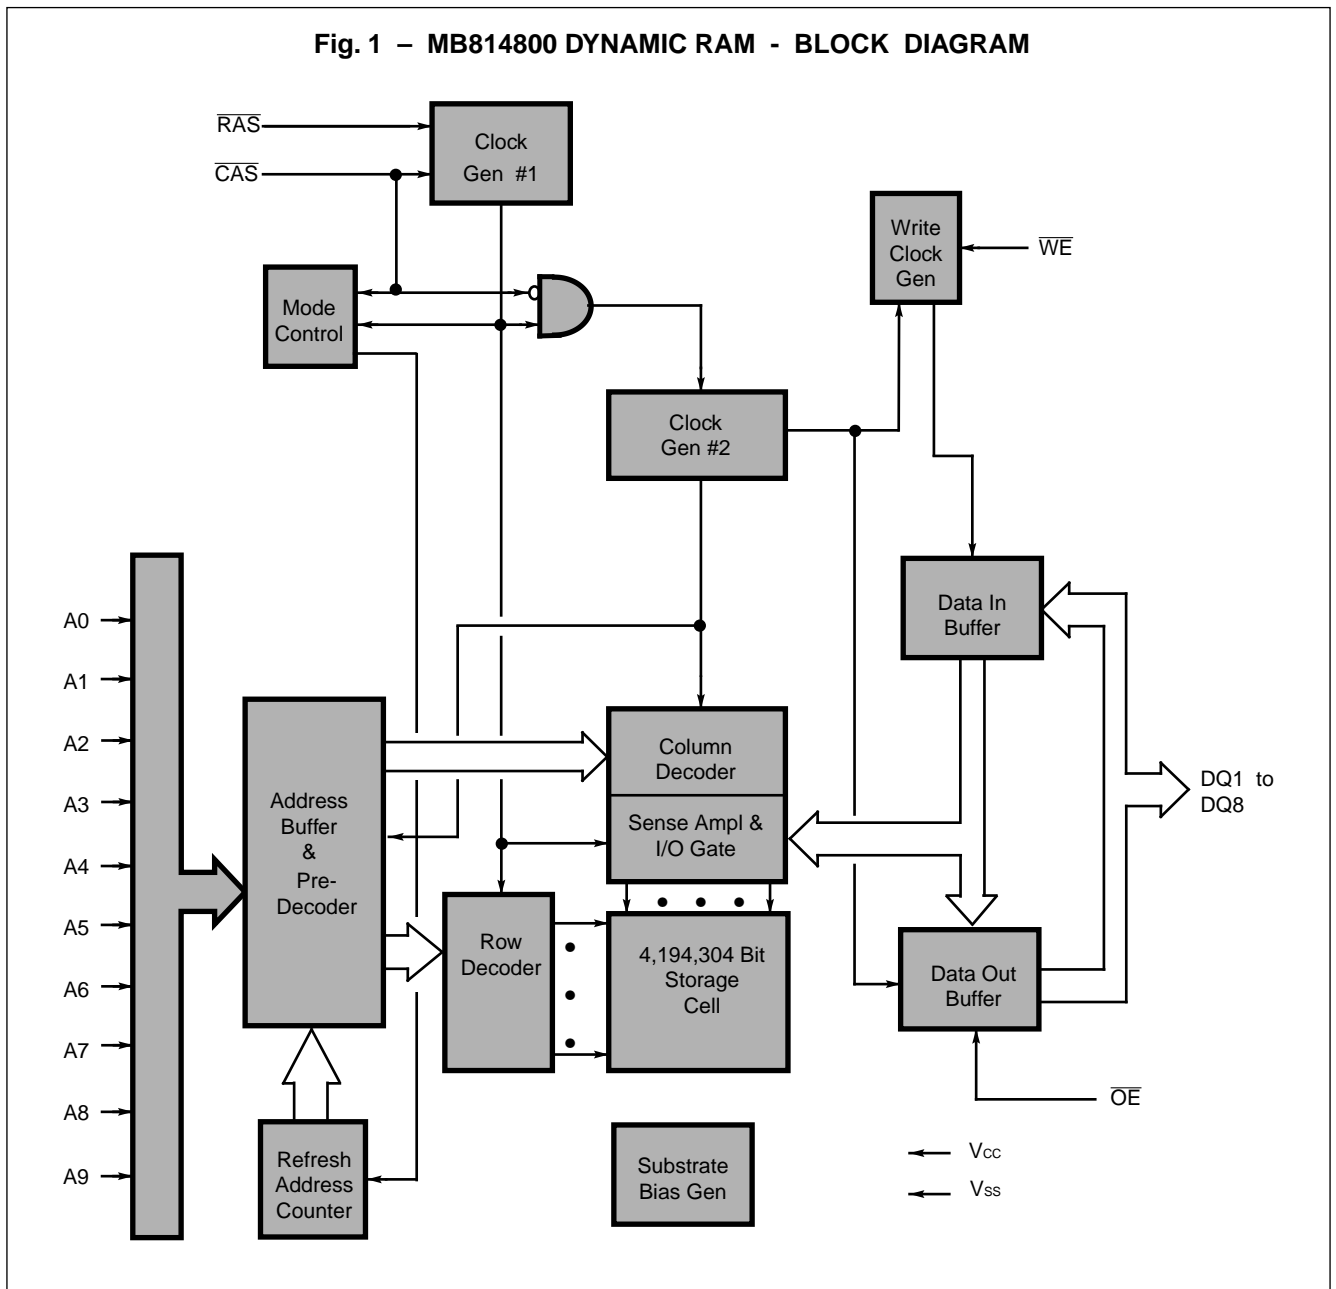 Fig. 1 – MB814800 DYNAMIC RAM - BLOCK DIAGRAM
RAS
CAS
Clock
Gen #1
Write
Clock
Gen
WE
Mode
Control
Clock
Gen #2
Data In
Buffer
A0
A1
A2
A3
A4
A5
A6
A7
A8
A9
Address
Buffer
&
Pre-
Decoder
Column
Decoder
Sense Ampl &
I/O Gate
DQ1 to
DQ8
Row
Decoder
4,194,304 Bit
Storage
Cell
Data Out
Buffer
OE
Refresh
Address
Counter
Substrate
Bias Gen
VCC
VSS